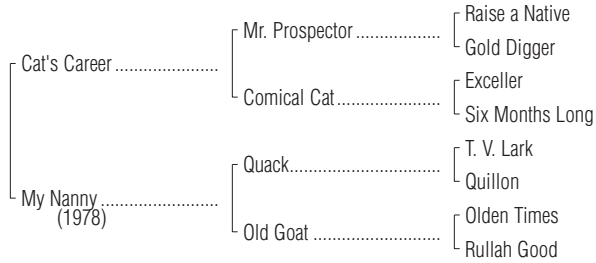 Raise a Native
Mr. Prospector ..................
Gold Digger
Cat's Career ......................
Exceller
Comical Cat......................
Six Months Long
T. V. Lark
Quack................................
Quillon
My Nanny .........................
(1978)
Olden Times
Old Goat ...........................
Rullah Good